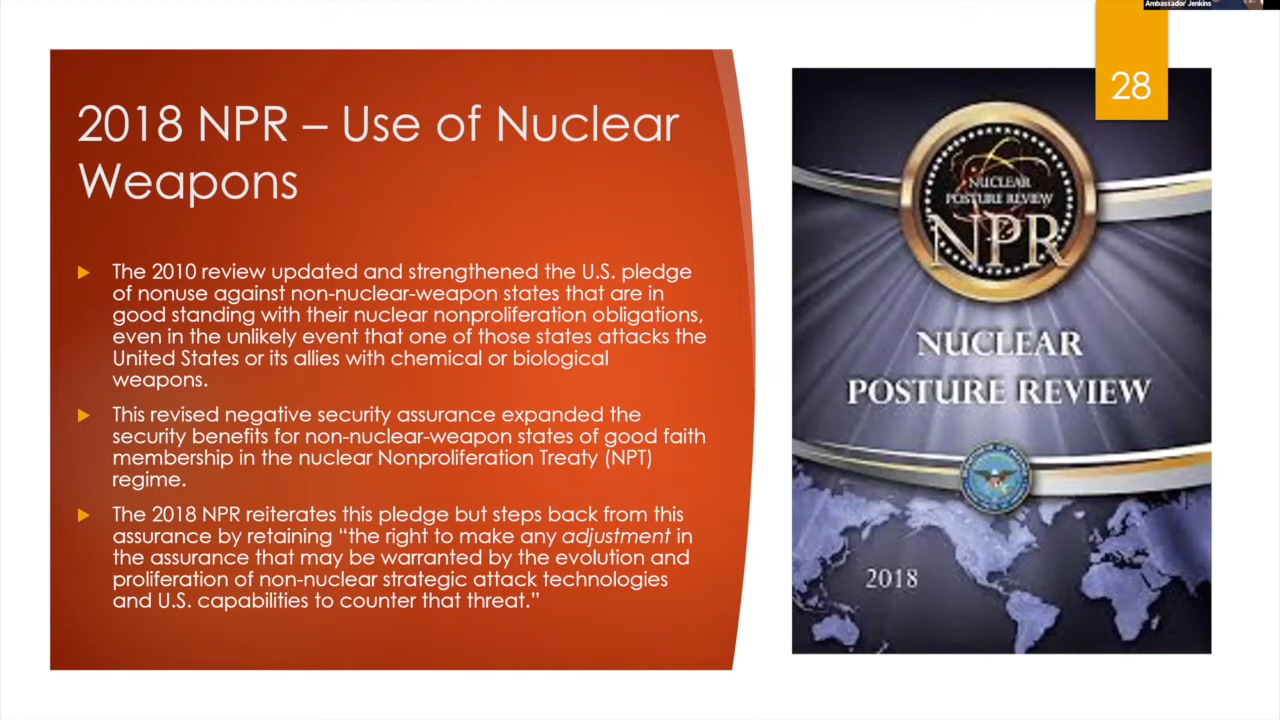 Ambassador Jenkins
28
2018 NPR – Use of Nuclear
Weapons
The 2010 review updated and strengthened the U.S. pledge
of nonuse against non-nuclear-weapon states that are in
good standing with their nuclear nonproliferation obligations,
even in the unlikely event that one of those states attacks the
United States or its allies with chemical or biological
weapons.
This revised negative security assurance expanded the
security benefits for non-nuclear-weapon states of good faith
membership in the nuclear Nonproliferation Treaty (NPT)
regime.
The 2018 NPR reiterates this pledge but steps back from this
assurance by retaining “the right to make any adjustment in
the assurance that may be warranted by the evolution and
proliferation of non-nuclear strategic attack technologies
and U.S. capabilities to counter that threat.”
NUCLEAR
POSTURE REVIEW
NPR
NUCLEAR
POSTURE REVIEW
2018